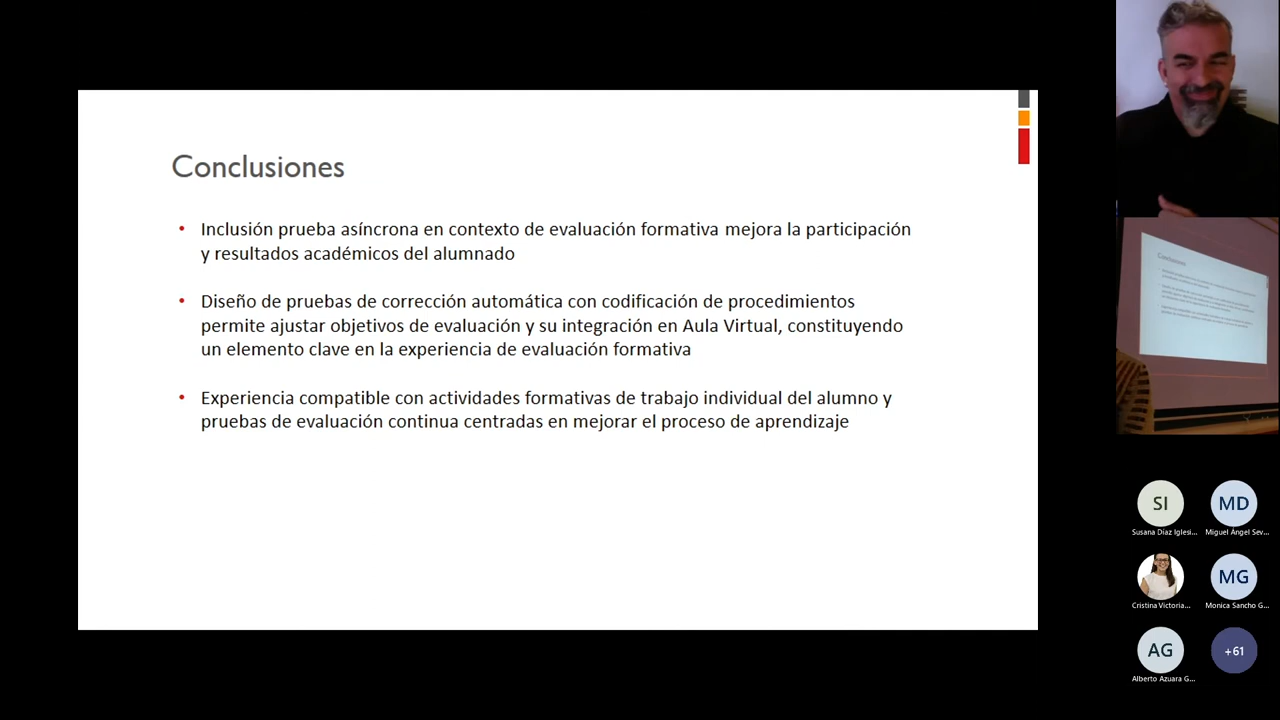 Conclusiones
• Inclusión prueba asíncrona en contexto de evaluación formativa mejora la participación
y resultados académicos del alumnado
• Diseño de pruebas de corrección automática con codificación de procedimientos
permite ajustar objetivos de evaluación y su integración en Aula Virtual, constituyendo
un elemento clave en la experiencia de evaluación formativa
• Experiencia compatible con actividades formativas de trabajo individual del alumno y
pruebas de evaluación continua centradas en mejorar el proceso de aprendizaje
Conclusiones
SI
MD
Susana Díaz Iglesi...
Miguel Ángel Sev...
MG
Cristina Victoria...
Monica Sancho G...
AG
+61
Alberto Azuara G...